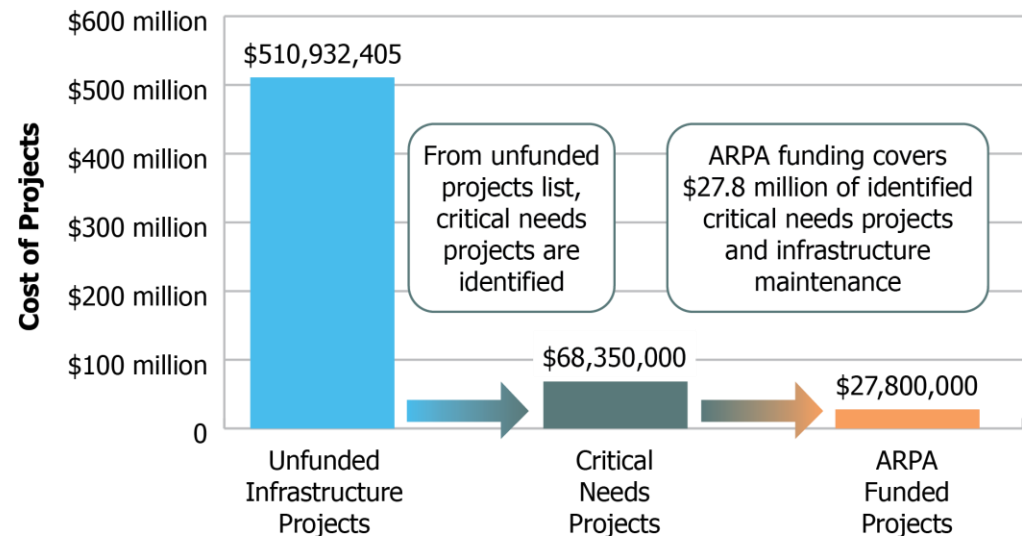 $600 million
$500 million
$400 million
$300 million
$200 million
$100 million
0
Cost of Projects
$510,932,405
From unfunded
projects list,
critical needs
projects are
identified
ARPA funding covers
$27.8 million of identified
critical needs projects
and infrastructure
maintenance
$68,350,000
$27,800,000
Unfunded
Infrastructure
Projects
Critical
Needs
Projects
ARPA
Funded
Projects